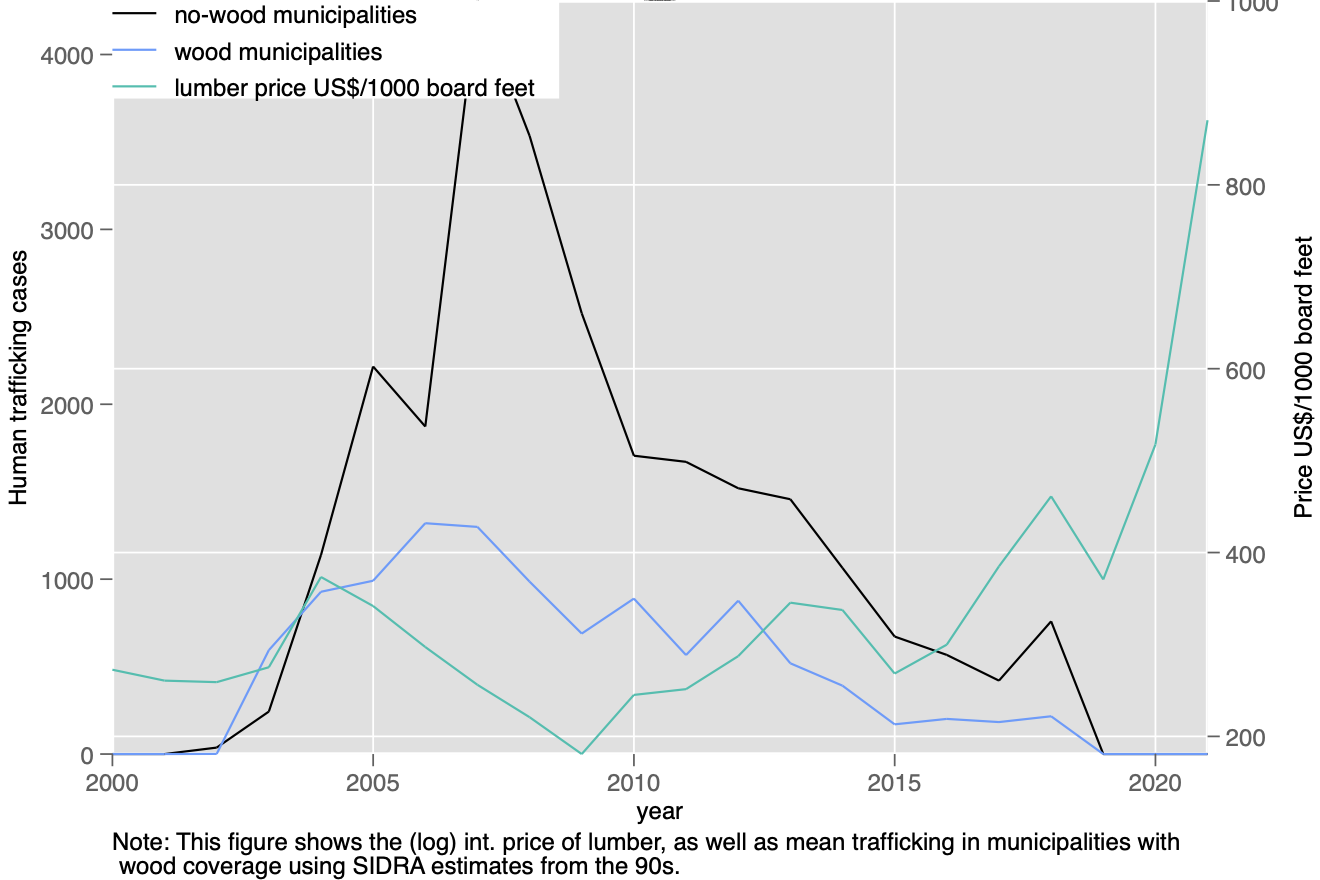 no-wood municipalities
wood municipalities
lumber price US$/1000 board feet
Human trafficking cases
4000
3000
2000
1000
0
1000
800
600
400
200
Price US$/1000 board feet
2000
2005
2010
2015
2020
year
Note: This figure shows the (log) int. price of lumber, as well as mean trafficking in municipalities with
wood coverage using SIDRA estimates from the 90s.